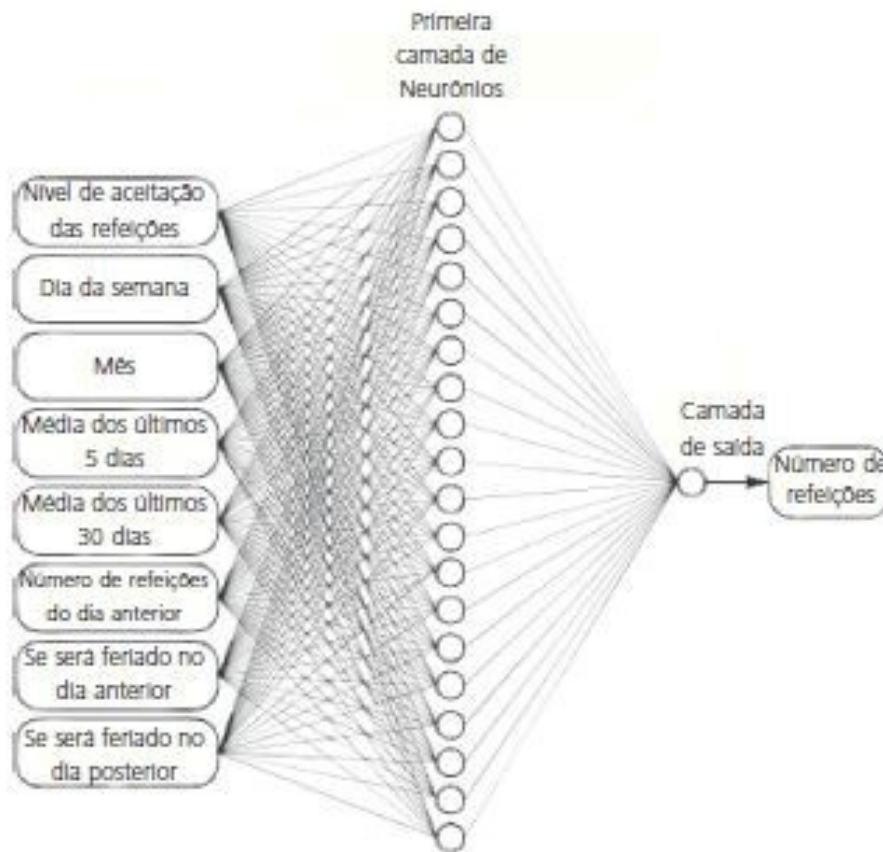 Primeira
camada de
Neurônios
Nível de aceitação
das refeições
Dia da semana
Mês
Média dos últimos
5 dias
Média dos últimos
30 dias
Número de refeições
do dia anterior
Se será feriado no
dia anterior
Se será feriado no
dia posterior
Camada
de saída
Número de
refeições